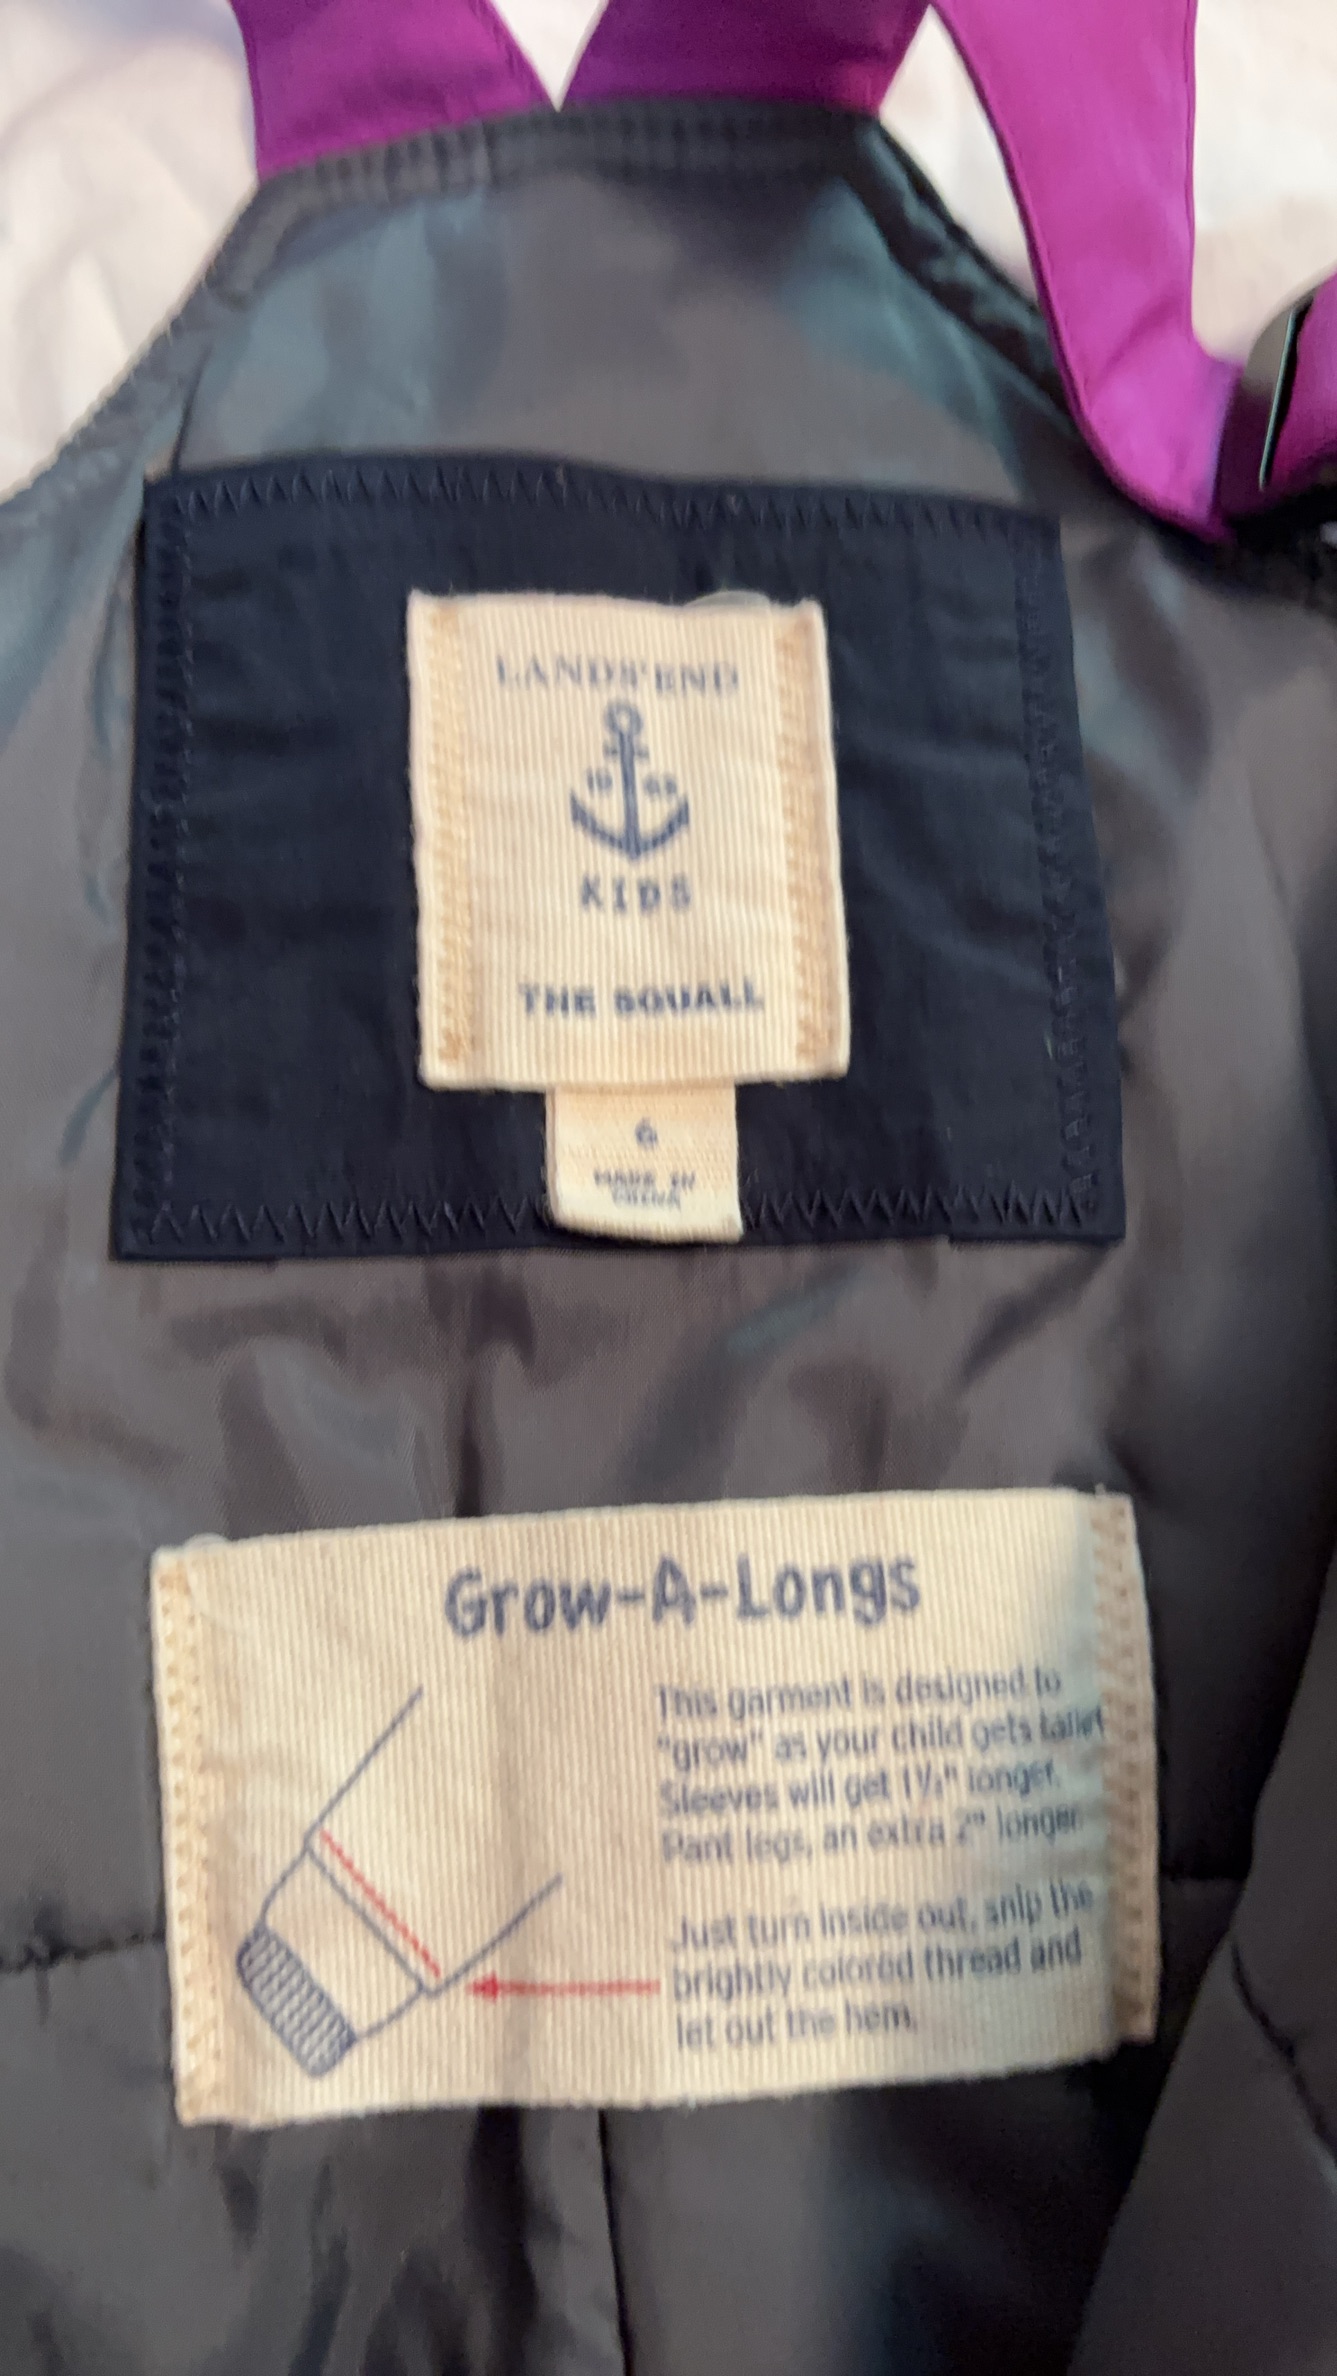 LANDS' END
19 63
KIDS
THE SQUALL
6
MADE IN
CHINA
Grow-A-Longs
This garment is designed to
"grow" as your child gets taller
Sleeves will get 1½" longer.
Pant legs, an extra 2" longer.
Just turn inside out, snip the
brightly colored thread and
let out the hem.